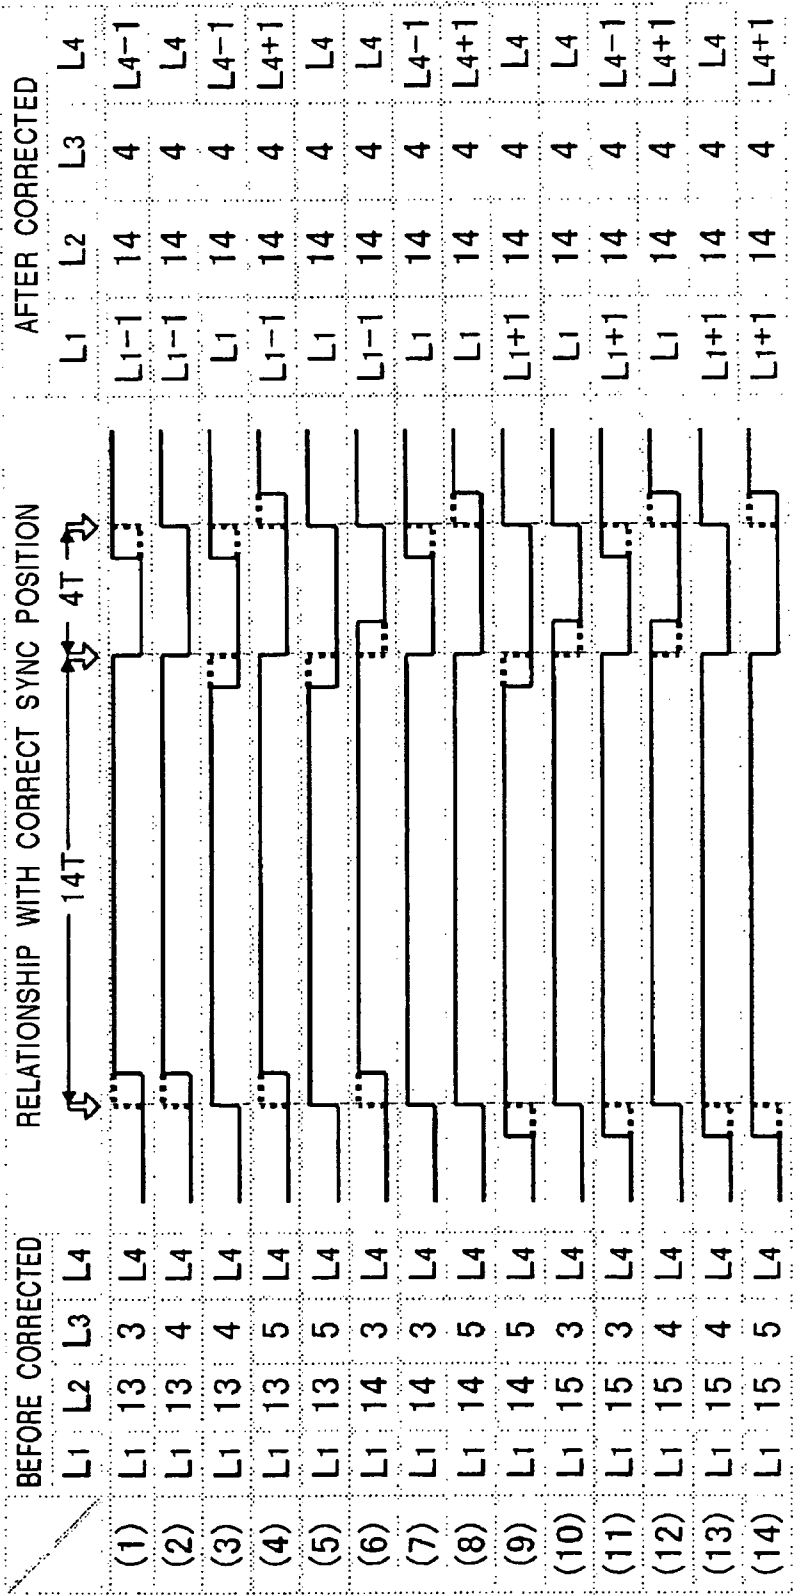 BEFORE CORRECTED RELATIONSHIP WITH CORRECT SYNC POSITION AFTER CORRECTED
L1 L2 L3 L4 14T 4T L1 L2 L3 L4
(1) L1 13 3 L4 L1-1 14 4 L4-1
(2) L1 13 4 L4 L1-1 14 4 L4
(3) L1 13 4 L4 L1 14 4 L4-1
(4) L1 13 5 L4 L1-1 14 4 L4+1
(5) L1 13 5 L4 L1 14 4 L4
(6) L1 14 3 L4 L1-1 14 4 L4
(7) L1 14 3 L4 L1 14 4 L4-1
(8) L1 14 5 L4 L1 14 4 L4+1
(9) L1 14 5 L4 L1+1 14 4 L4
(10) L1 15 3 L4 L1 14 4 L4
(11) L1 15 3 L4 L1+1 14 4 L4-1
(12) L1 15 4 L4 L1 14 4 L4+1
(13) L1 15 4 L4 L1+1 14 4 L4
(14) L1 15 5 L4 L1+1 14 4 L4+1